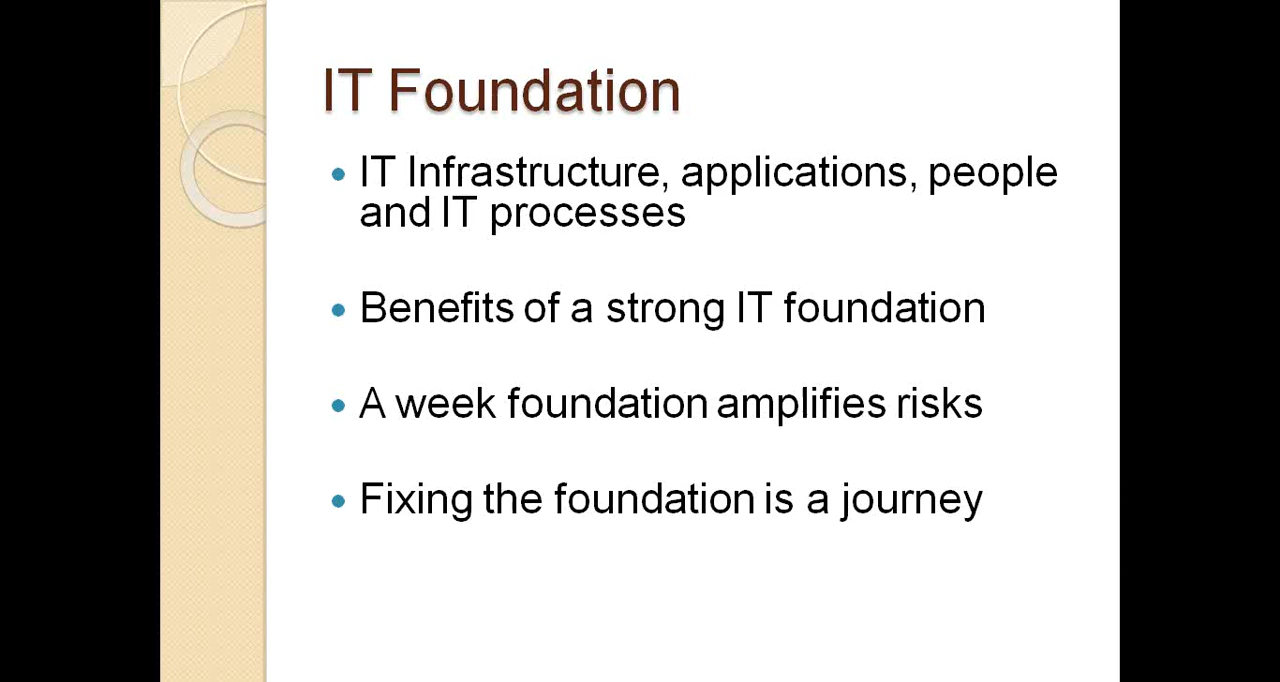 IT Foundation
IT Infrastructure, applications, people
and IT processes
Benefits of a strong IT foundation
A week foundation amplifies risks
Fixing the foundation is a journey